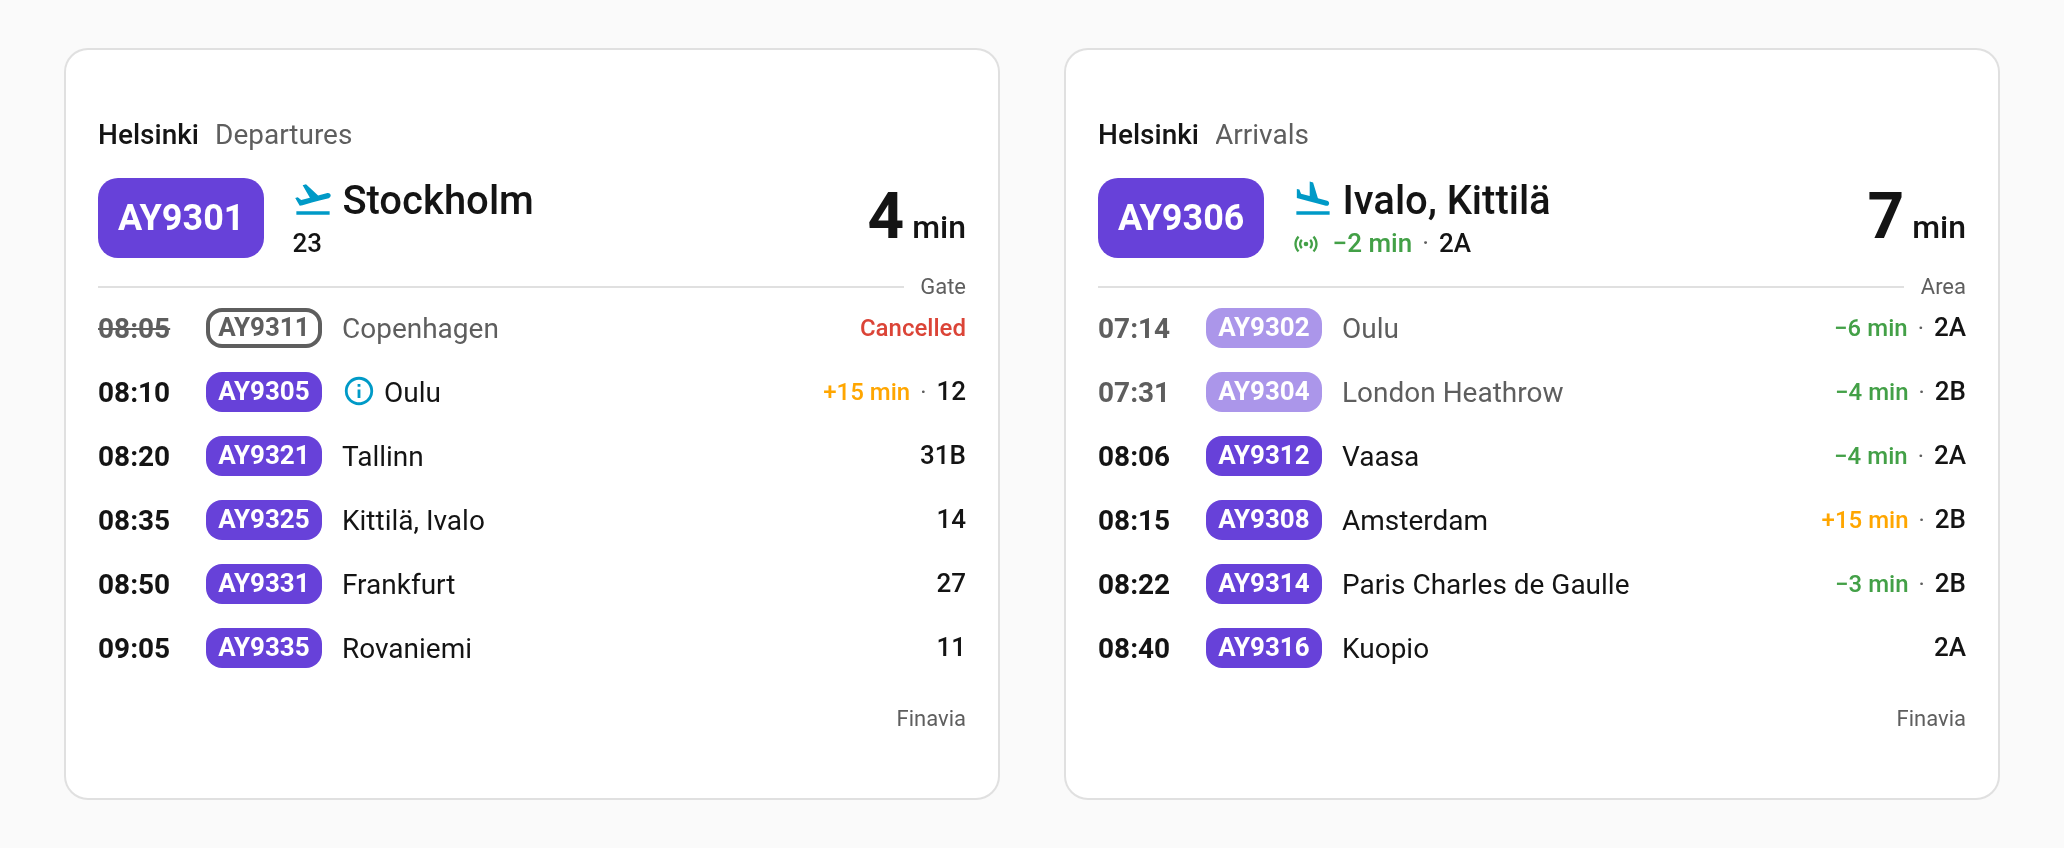 Helsinki Departures
AY9301 Stockholm 4 min
23
Gate
08:05 AY9311 Copenhagen Cancelled
08:10 AY9305 Oulu +15 min · 12
08:20 AY9321 Tallinn 31B
08:35 AY9325 Kittilä, Ivalo 14
08:50 AY9331 Frankfurt 27
09:05 AY9335 Rovaniemi 11
Finavia
Helsinki Arrivals
AY9306 Ivalo, Kittilä 7 min
−2 min · 2A
Area
07:14 AY9302 Oulu −6 min · 2A
07:31 AY9304 London Heathrow −4 min · 2B
08:06 AY9312 Vaasa −4 min · 2A
08:15 AY9308 Amsterdam +15 min · 2B
08:22 AY9314 Paris Charles de Gaulle −3 min · 2B
08:40 AY9316 Kuopio 2A
Finavia